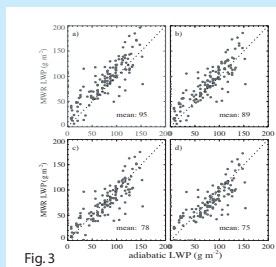 200
a)
b)
150
MWR LWP (g m⁻²)
100
50
mean: 95
mean: 89
0
200
c)
d)
150
MWR LWP (g m⁻²)
100
50
mean: 78
mean: 75
0
0 50 100 150 200 0 50 100 150 200
adiabatic LWP (g m⁻²)
Fig. 3